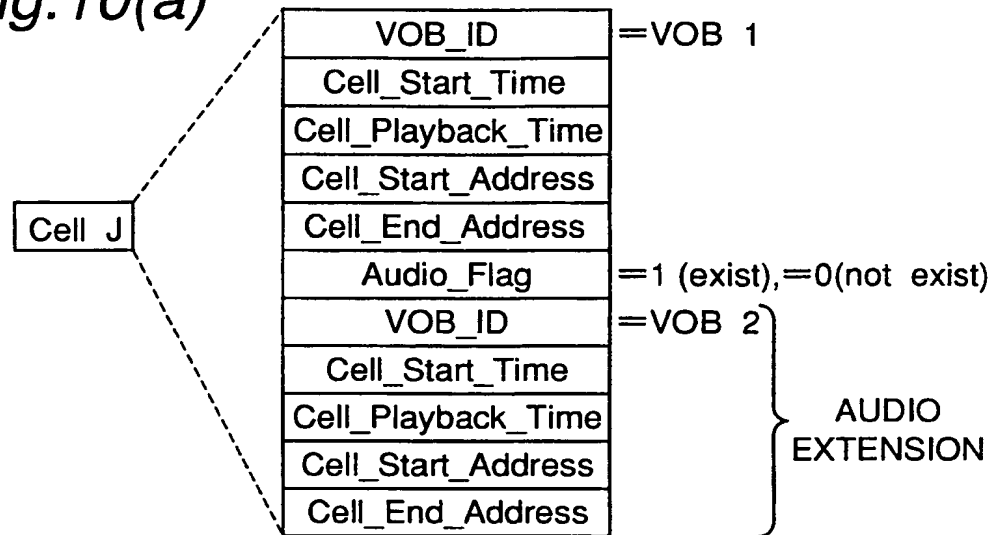 ig. 10(a)
VOB_ID =VOB 1
Cell_Start_Time
Cell_Playback_Time
Cell_Start_Address
Cell J Cell_End_Address
Audio_Flag =1 (exist),=0(not exist)
VOB_ID =VOB 2
Cell_Start_Time
Cell_Playback_Time
AUDIO
EXTENSION
Cell_Start_Address
Cell_End_Address